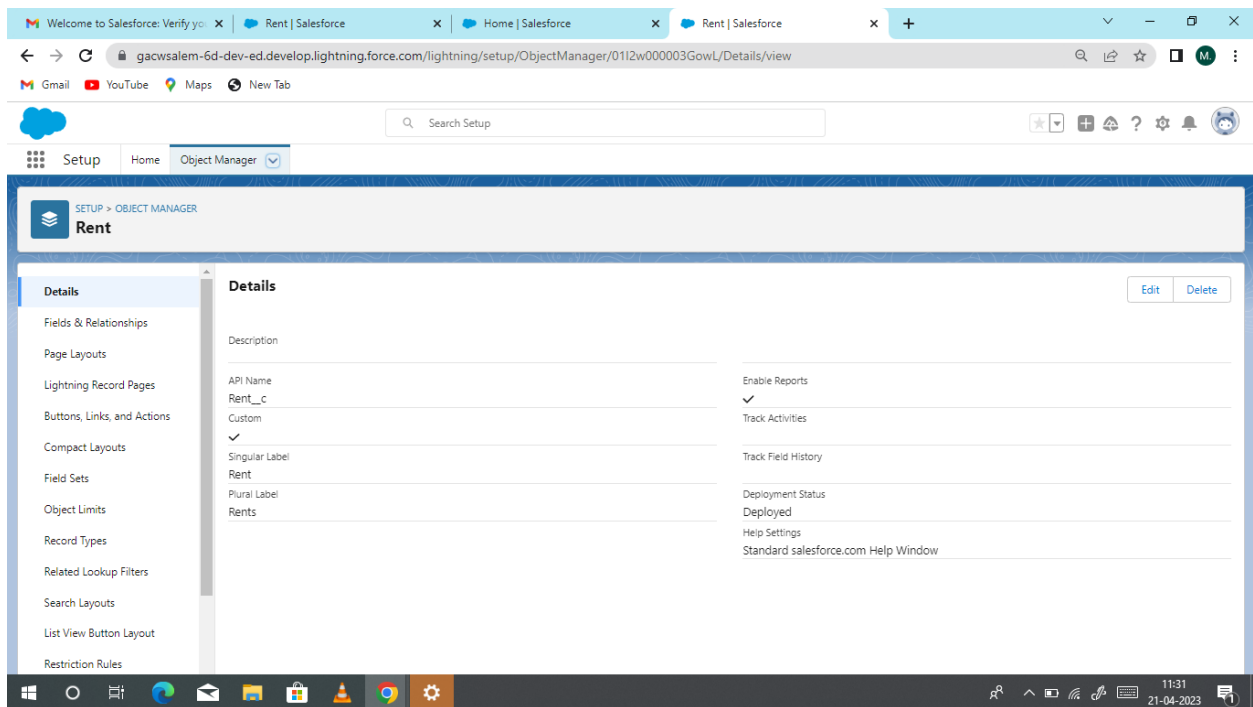 Welcome to Salesforce: Verify yo
Rent | Salesforce
Home | Salesforce
Rent | Salesforce
gacwsalem-6d-dev-ed.develop.lightning.force.com/lightning/setup/ObjectManager/01I2w000003GowL/Details/view
M.
Gmail YouTube Maps New Tab
Search Setup
Setup Home Object Manager
SETUP > OBJECT MANAGER
Rent
Details
Fields & Relationships
Page Layouts
Lightning Record Pages
Buttons, Links, and Actions
Compact Layouts
Field Sets
Object Limits
Record Types
Related Lookup Filters
Search Layouts
List View Button Layout
Restriction Rules
Details
Edit Delete
Description
API Name
Rent__c
Custom
Singular Label
Rent
Plural Label
Rents
Enable Reports
Track Activities
Track Field History
Deployment Status
Deployed
Help Settings
Standard salesforce.com Help Window
11:31
21-04-2023
1